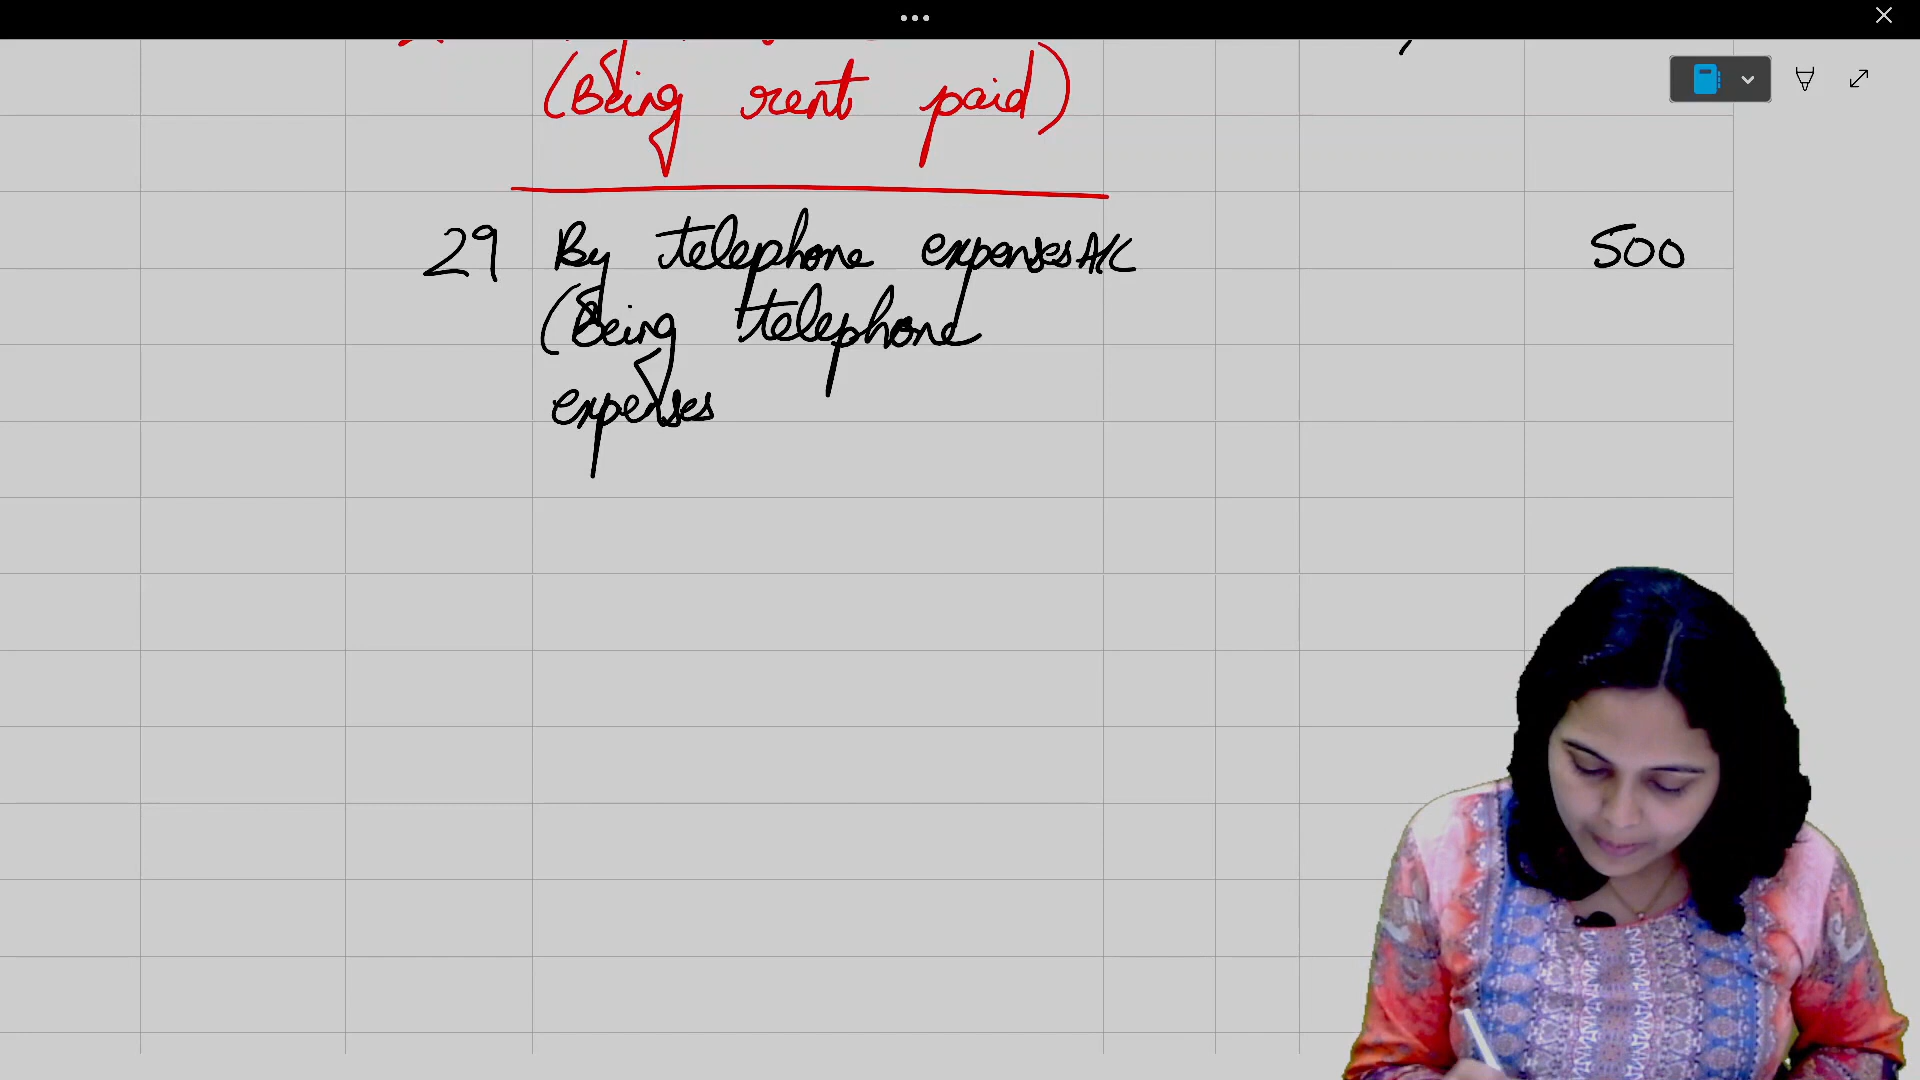 (Being rent paid)
29 By telephone expenses A/C 500
(Being telephone
expenses